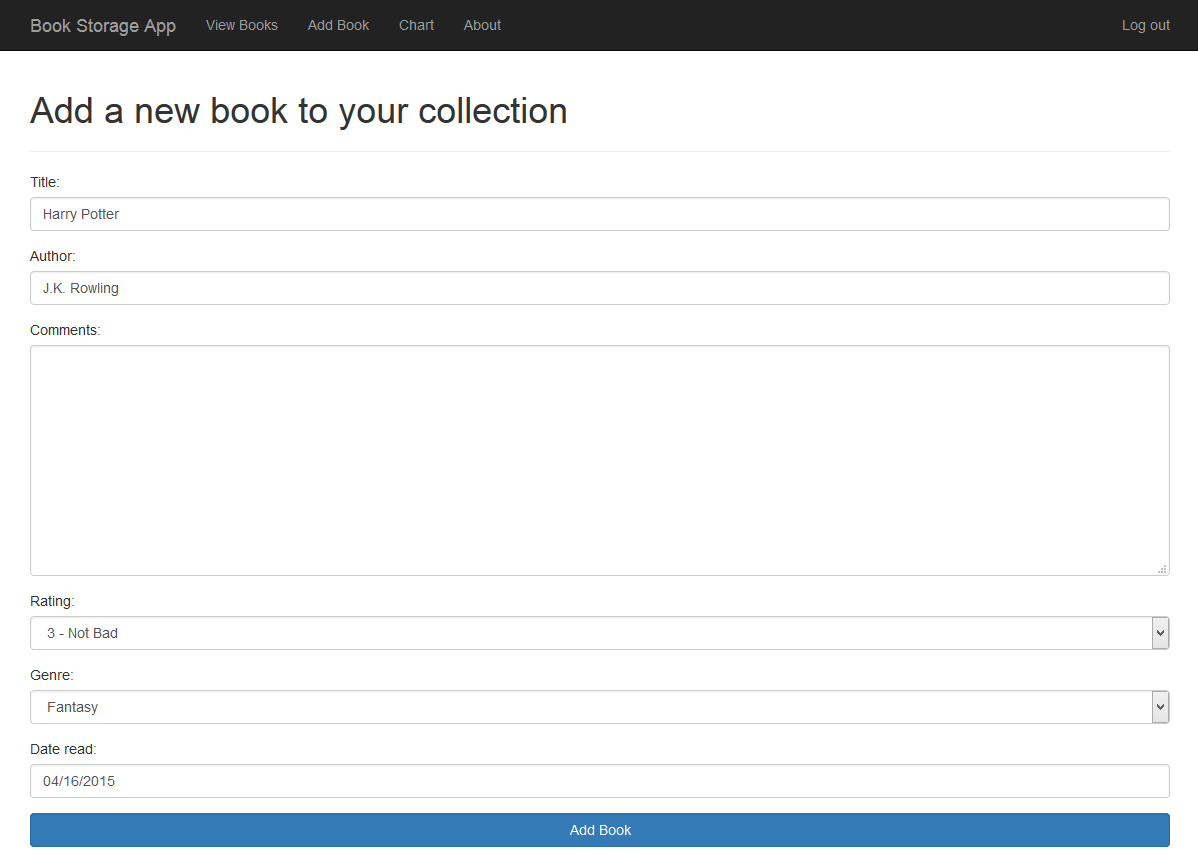 Book Storage App View Books Add Book Chart About Log out
Add a new book to your collection
Title:
Harry Potter
Author:
J.K. Rowling
Comments:
Rating:
3 - Not Bad
Genre:
Fantasy
Date read:
04/16/2015
Add Book